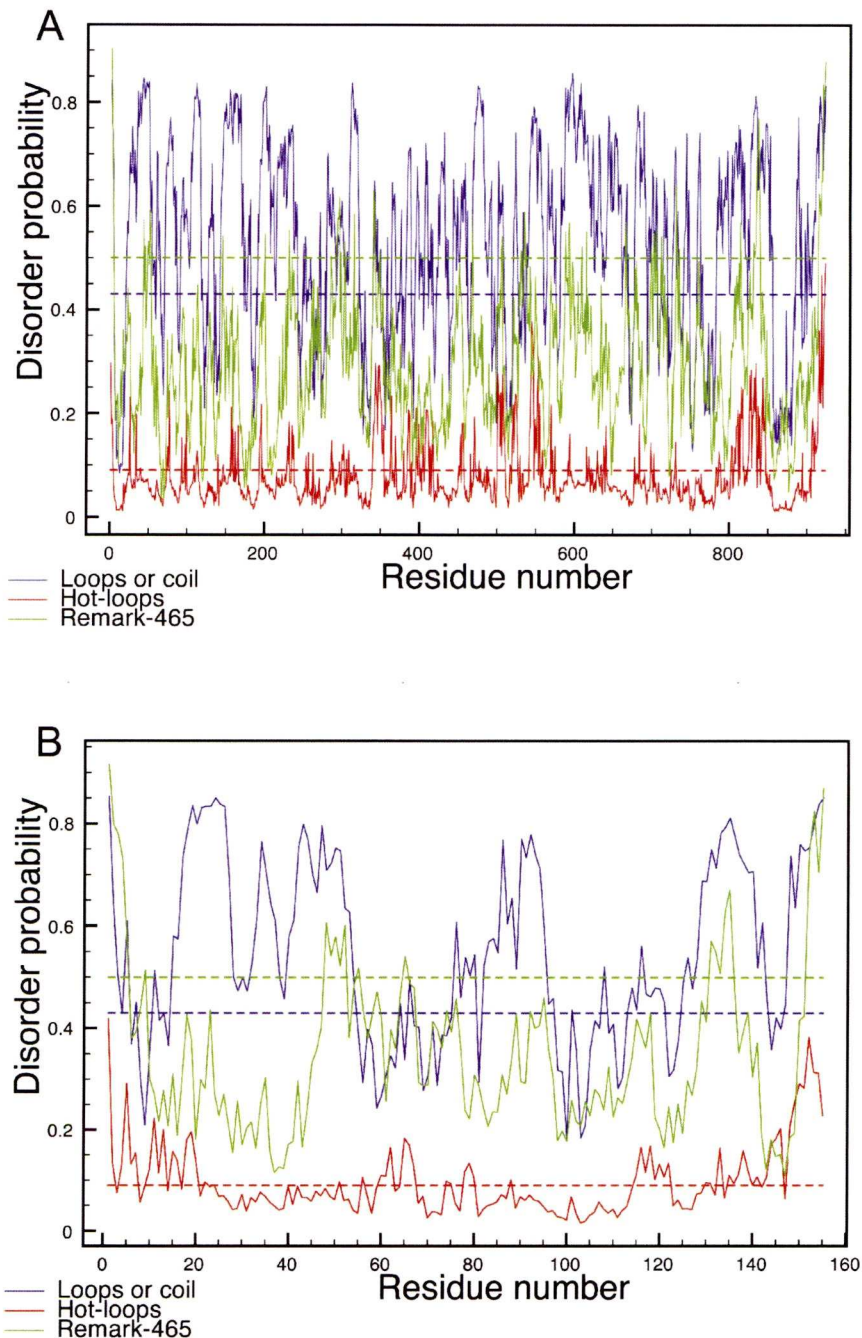 A
Disorder probability
0.8
0.6
0.4
0.2
0
0 200 400 600 800
Residue number
Loops or coil
Hot-loops
Remark-465
B
Disorder probability
0.8
0.6
0.4
0.2
0
0 20 40 60 80 100 120 140 160
Residue number
Loops or coil
Hot-loops
Remark-465